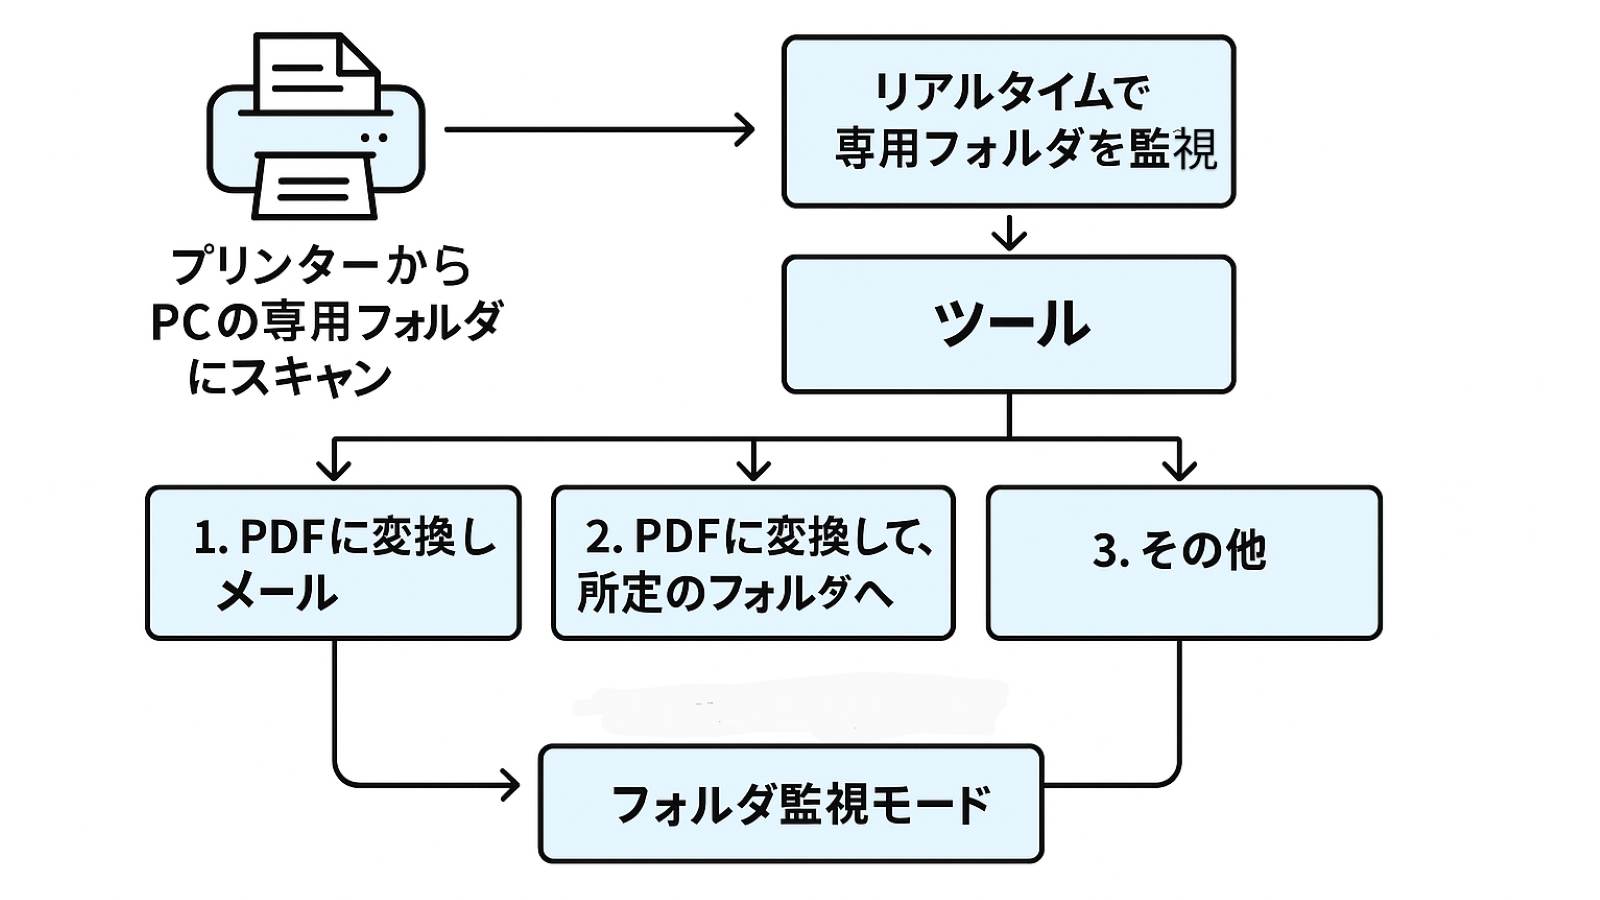 プリンターから
PCの専用フォルダ
にスキャン
リアルタイムで
専用フォルダを監視
ツール
1. PDFに変換し
メール
2. PDFに変換して、
所定のフォルダへ
3. その他
フォルダ監視モード